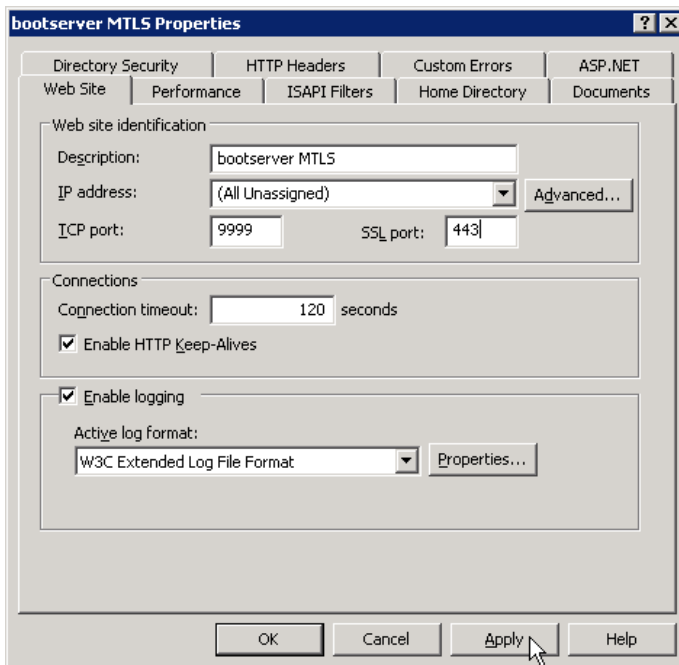 bootserver MTLS Properties
? ×
Directory Security HTTP Headers Custom Errors ASP.NET
Web Site Performance ISAPI Filters Home Directory Documents
Web site identification
Description: bootserver MTLS
IP address: (All Unassigned) Advanced...
TCP port: 9999 SSL port: 443
Connections
Connection timeout: 120 seconds
Enable HTTP Keep-Alives
Enable logging
Active log format:
W3C Extended Log File Format Properties...
OK Cancel Apply Help